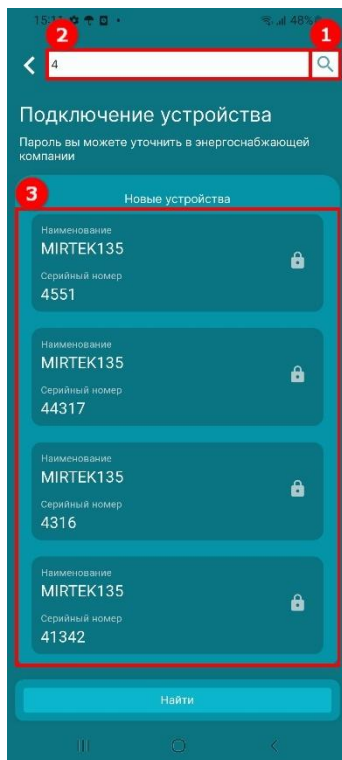 48%
2
1
4
Подключение устройства
Пароль вы можете уточнить в энергоснабжающей
компании
3
Новые устройства
Наименование
MIRTEK135
Серийный номер
4551
Наименование
MIRTEK135
Серийный номер
44317
Наименование
MIRTEK135
Серийный номер
4316
Наименование
MIRTEK135
Серийный номер
41342
Найти